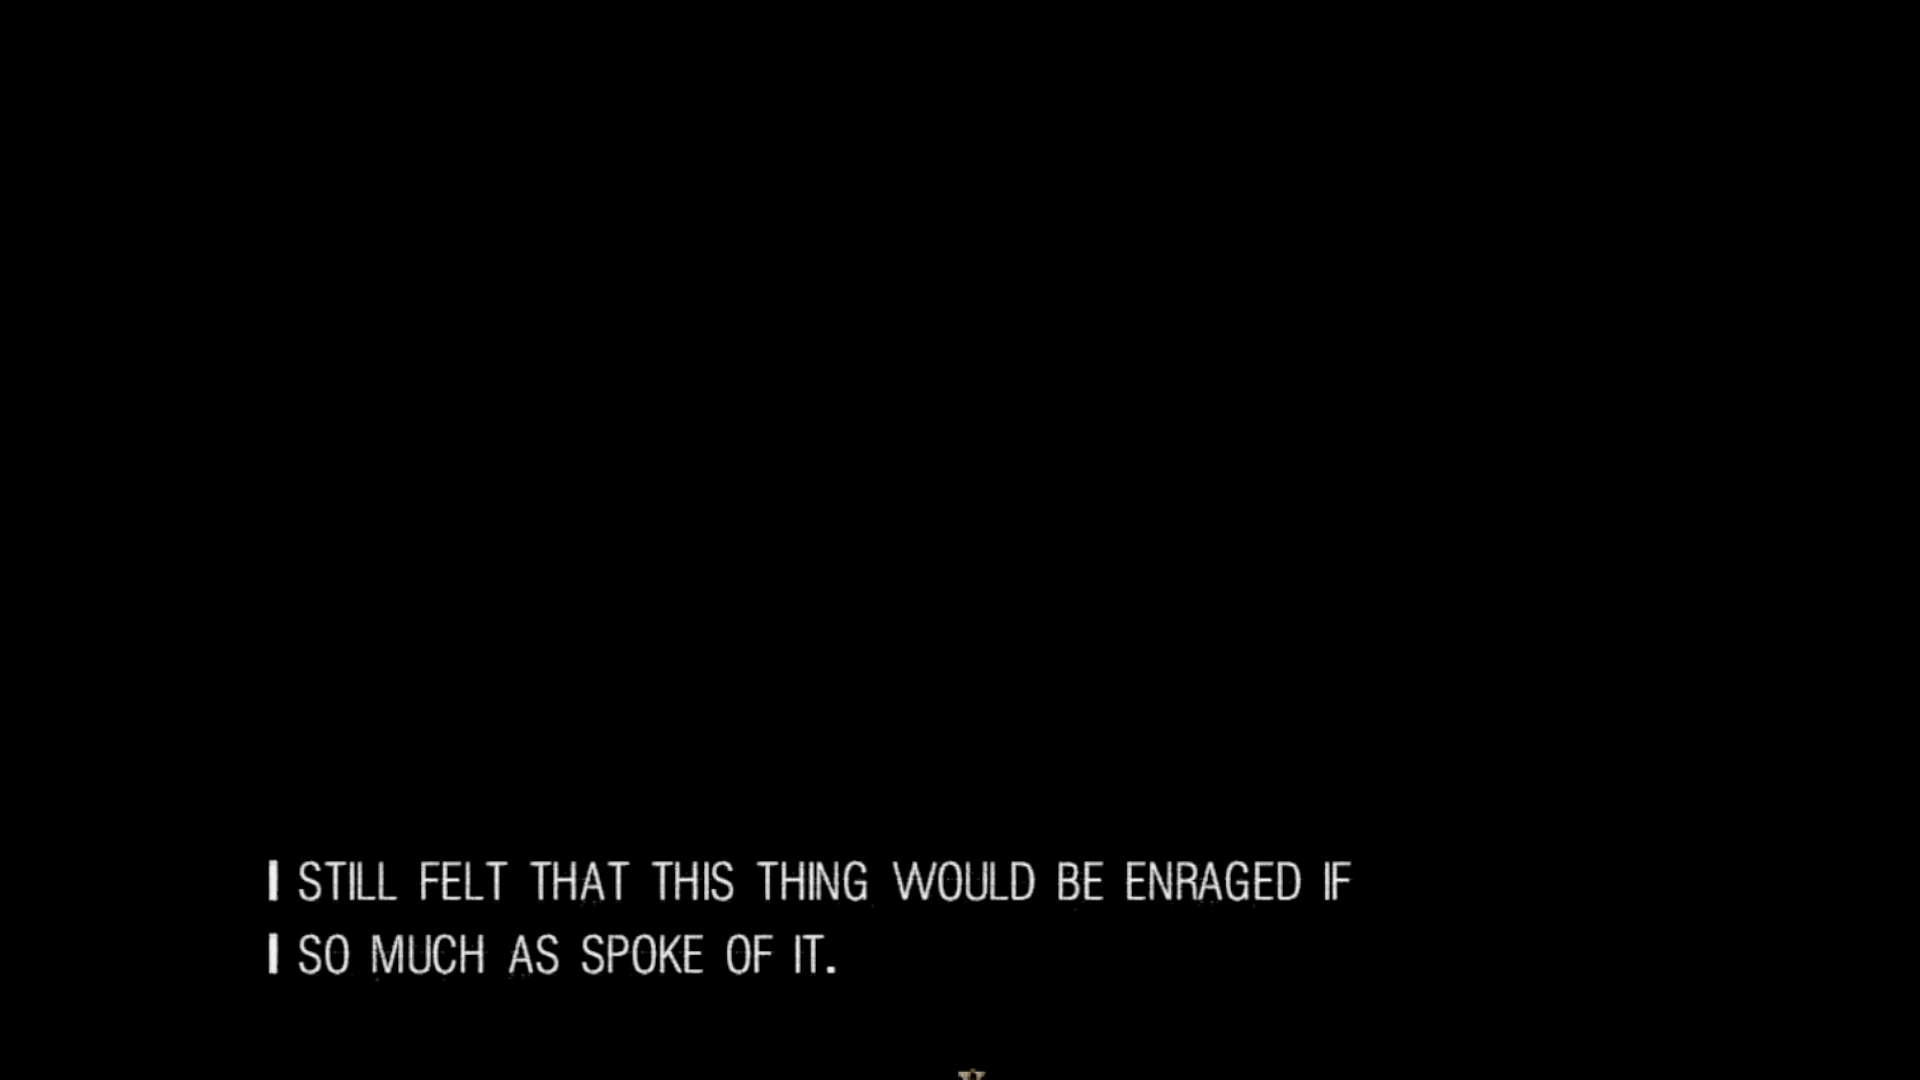 I STILL FELT THAT THIS THING WOULD BE ENRAGED IF
I SO MUCH AS SPOKE OF IT.